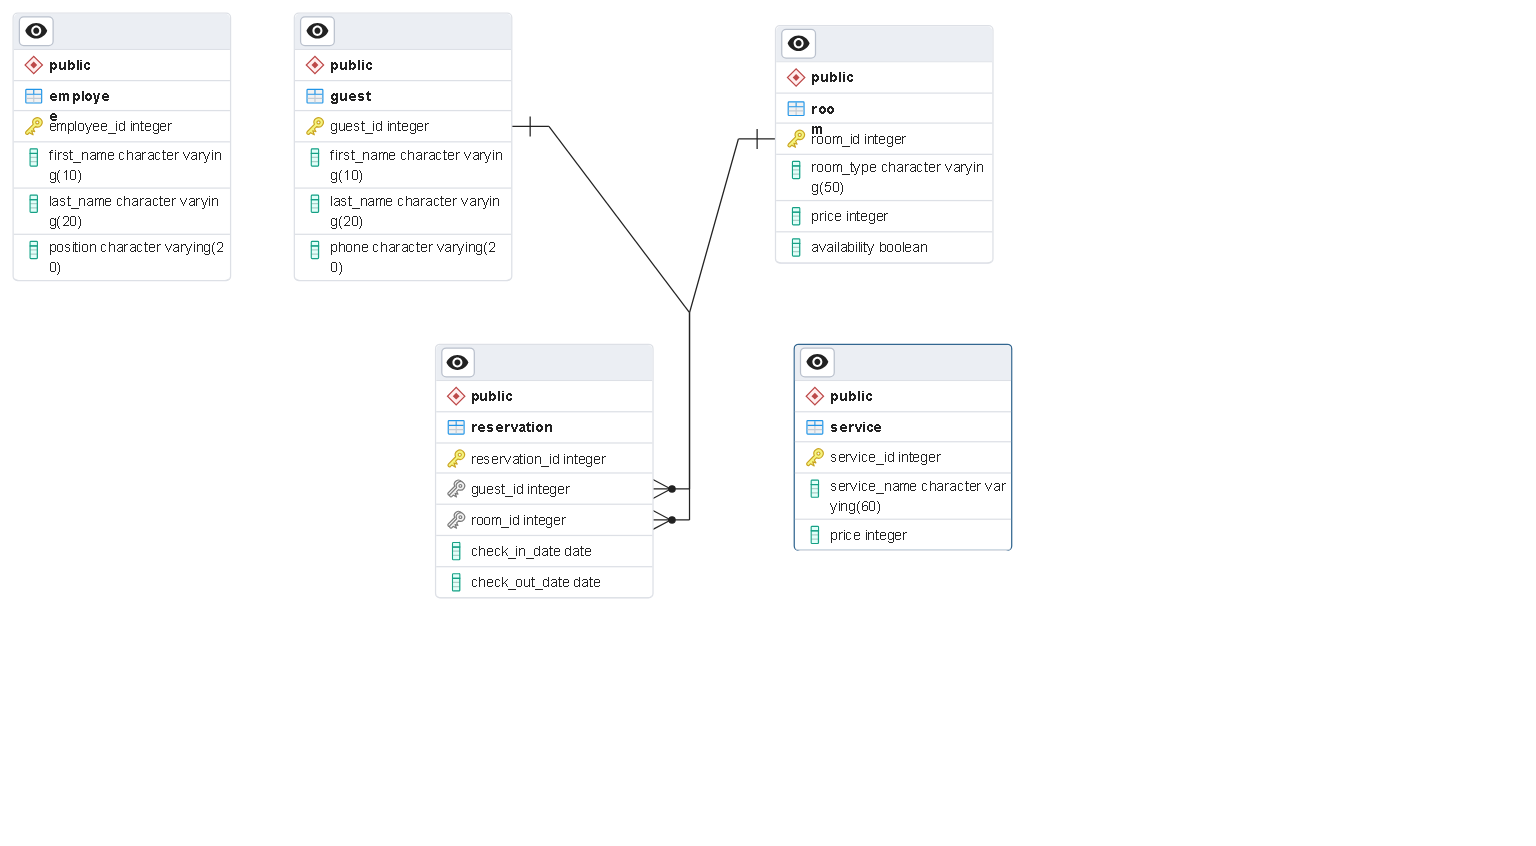 public
employe
e
employee_id integer
first_name character varyin
g(10)
last_name character varyin
g(20)
position character varying(2
0)
public
guest
guest_id integer
first_name character varyin
g(10)
last_name character varyin
g(20)
phone character varying(2
0)
public
roo
m
room_id integer
room_type character varyin
g(50)
price integer
availability boolean
public
reservation
reservation_id integer
guest_id integer
room_id integer
check_in_date date
check_out_date date
public
service
service_id integer
service_name character var
ying(60)
price integer